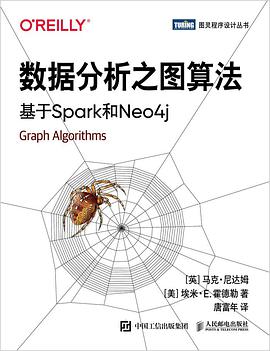 O'REILLY®
TURING 图灵程序设计丛书
数据分析之图算法
基于Spark和Neo4j
Graph Algorithms
[英] 马克·尼达姆
[美] 埃米·E.霍德勒 著
唐富年 译
中国工信出版集团
人民邮电出版社